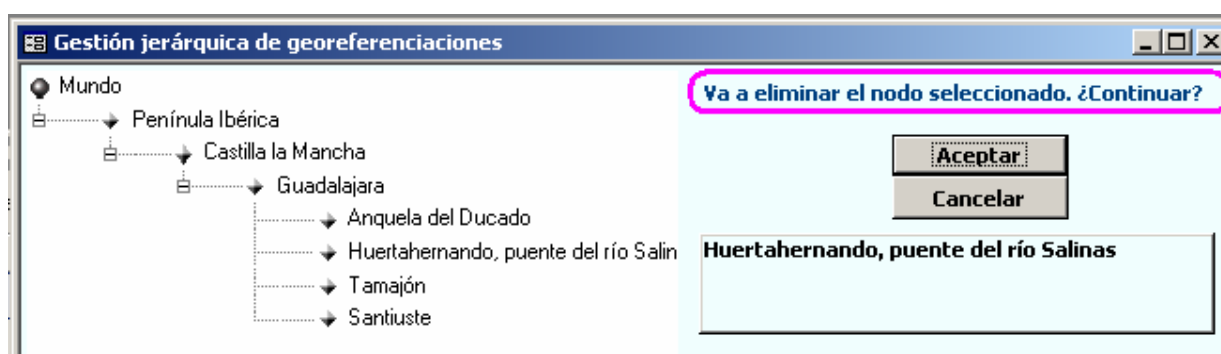 Gestión jerárquica de georeferenciaciones
Mundo
Penínula Ibérica
Castilla la Mancha
Guadalajara
Anquela del Ducado
Huertahernando, puente del río Salin
Tamajón
Santiuste
Va a eliminar el nodo seleccionado. ¿Continuar?
Aceptar
Cancelar
Huertahernando, puente del río Salinas